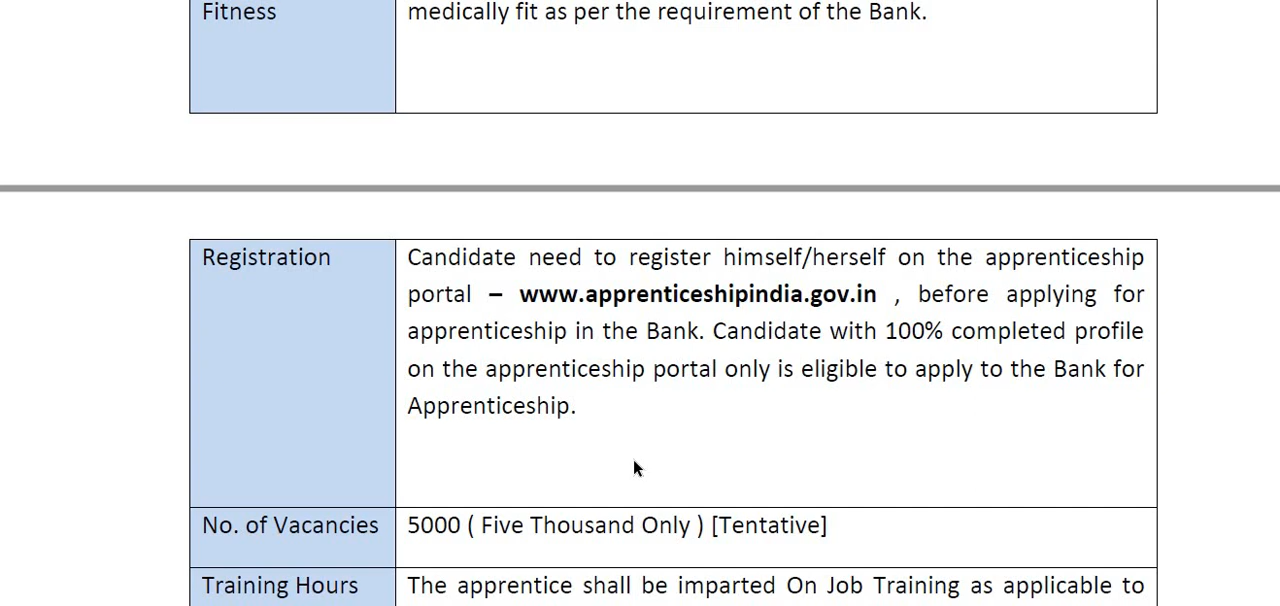 Fitness
medically fit as per the requirement of the Bank.
Registration
Candidate need to register himself/herself on the apprenticeship
portal – www.apprenticeshipindia.gov.in , before applying for
apprenticeship in the Bank. Candidate with 100% completed profile
on the apprenticeship portal only is eligible to apply to the Bank for
Apprenticeship.
No. of Vacancies
5000 ( Five Thousand Only ) [Tentative]
Training Hours
The apprentice shall be imparted On Job Training as applicable to